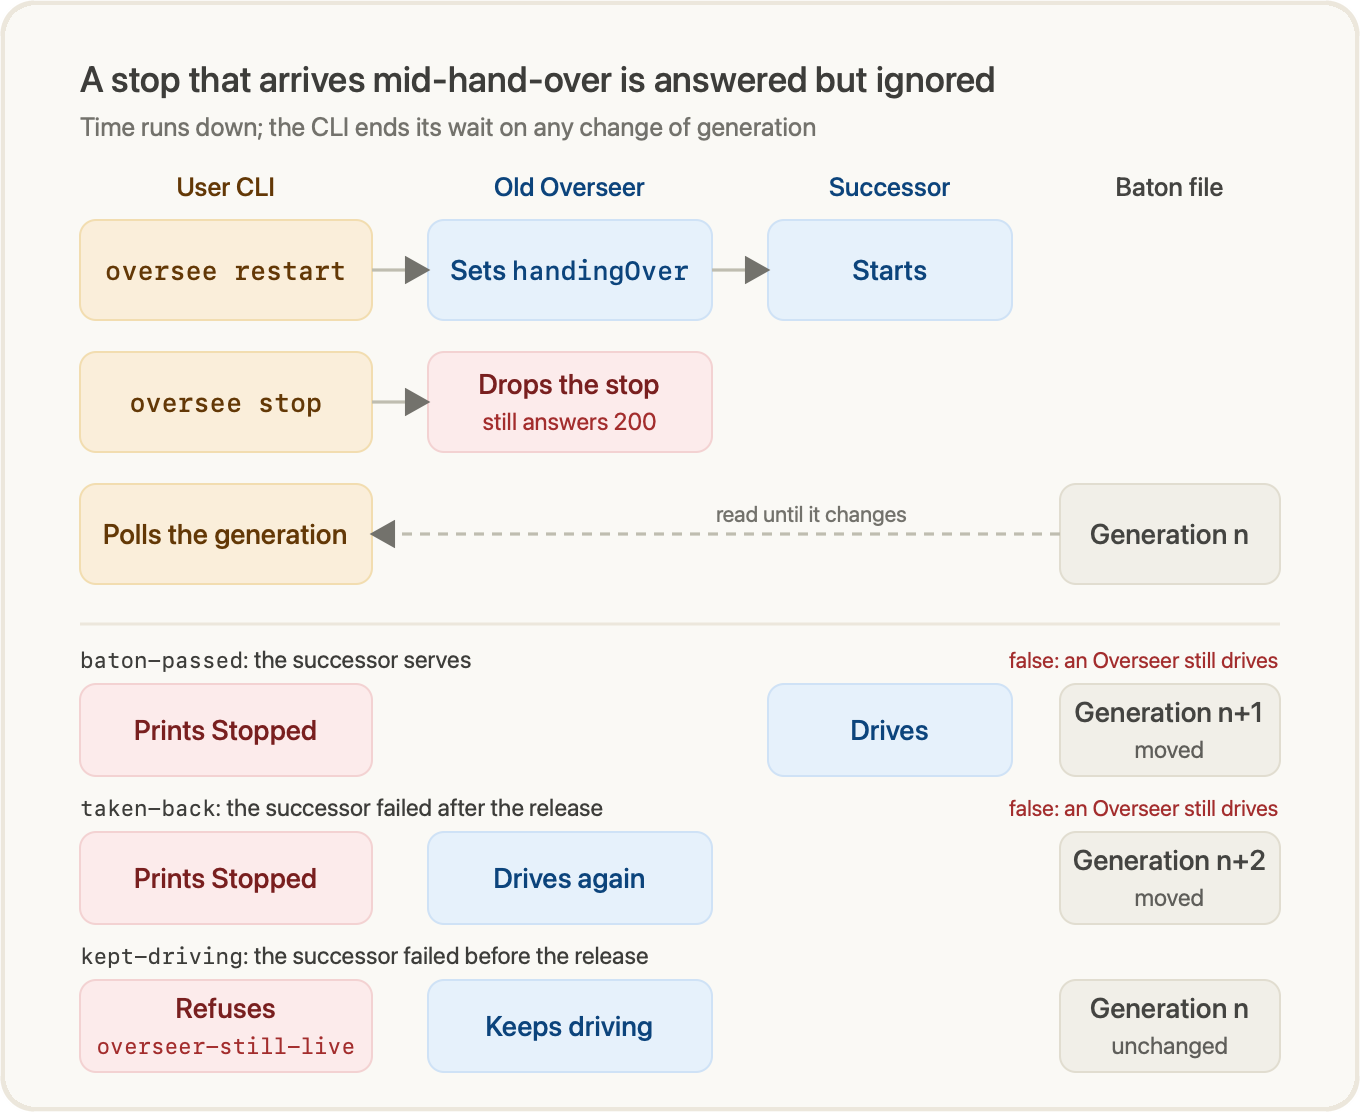 A stop that arrives mid-hand-over is answered but ignored
Time runs down; the CLI ends its wait on any change of generation
User CLI
Old Overseer
Successor
Baton file
oversee restart
Sets handingOver
Starts
oversee stop
Drops the stop
still answers 200
Polls the generation
read until it changes
Generation n
baton-passed: the successor serves
false: an Overseer still drives
Prints Stopped
Drives
Generation n+1
moved
taken-back: the successor failed after the release
false: an Overseer still drives
Prints Stopped
Drives again
Generation n+2
moved
kept-driving: the successor failed before the release
Refuses
overseer-still-live
Keeps driving
Generation n
unchanged